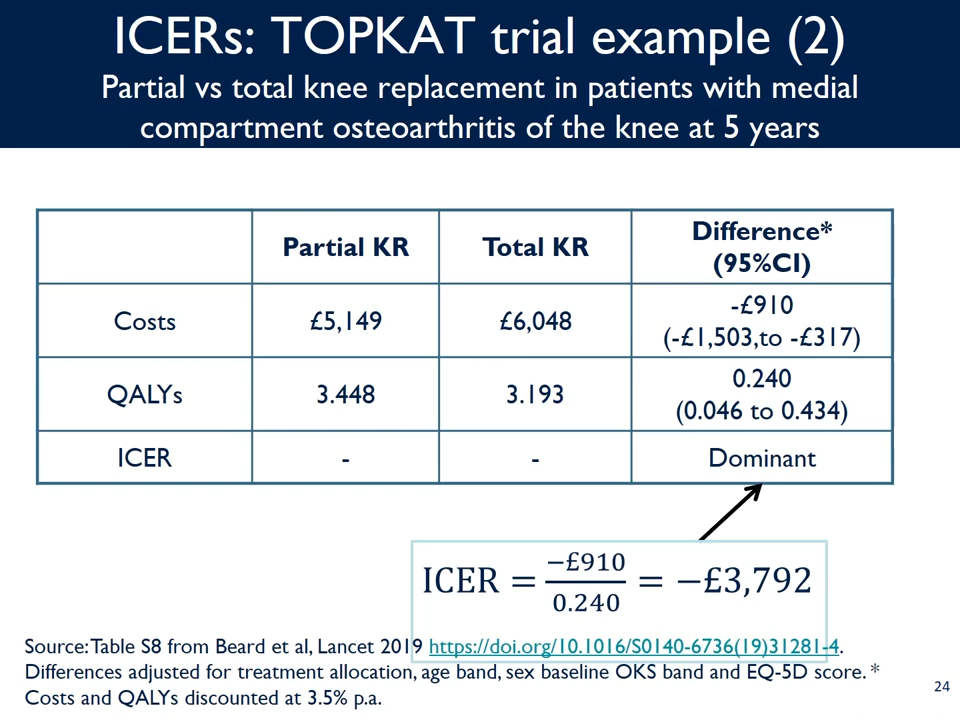 ICERs: TOPKAT trial example (2)
Partial vs total knee replacement in patients with medial
compartment osteoarthritis of the knee at 5 years
Partial KR
Total KR
Difference*
(95%CI)
Costs
£5,149
£6,048
-£910
(-£1,503,to -£317)
QALYs
3.448
3.193
0.240
(0.046 to 0.434)
ICER
-
-
Dominant
ICER = −£910 / 0.240 = −£3,792
Source: Table S8 from Beard et al, Lancet 2019 https://doi.org/10.1016/S0140-6736(19)31281-4.
Differences adjusted for treatment allocation, age band, sex baseline OKS band and EQ-5D score. *
Costs and QALYs discounted at 3.5% p.a.
24